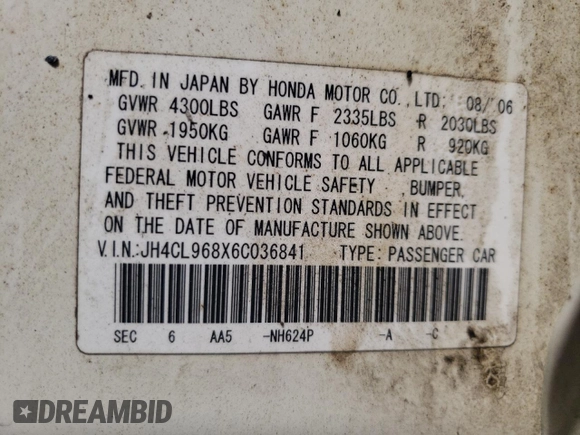 MFD. IN JAPAN BY HONDA MOTOR CO., LTD. 08/ 06
GVWR 4300LBS GAWR F 2335LBS R 2030LBS
GVWR 1950KG GAWR F 1060KG R 920KG
THIS VEHICLE CONFORMS TO ALL APPLICABLE
FEDERAL MOTOR VEHICLE SAFETY , BUMPER,
AND THEFT PREVENTION STANDARDS IN EFFECT
ON THE DATE OF MANUFACTURE SHOWN ABOVE.
V.I.N.:JH4CL968X6C036841 TYPE: PASSENGER CAR
SEC 6 AA5 -NH624P -A -C
DREAMBID